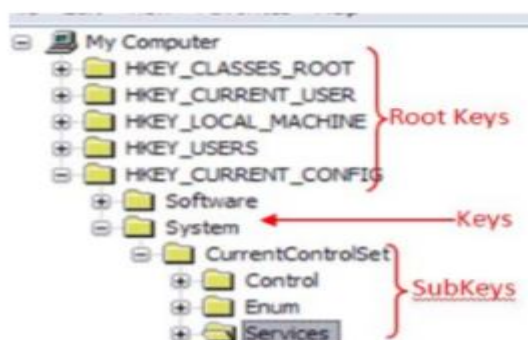 My Computer
HKEY_CLASSES_ROOT
HKEY_CURRENT_USER
HKEY_LOCAL_MACHINE
Root Keys
HKEY_USERS
HKEY_CURRENT_CONFIG
Software
Keys
System
CurrentControlSet
Control
SubKeys
Enum
Services